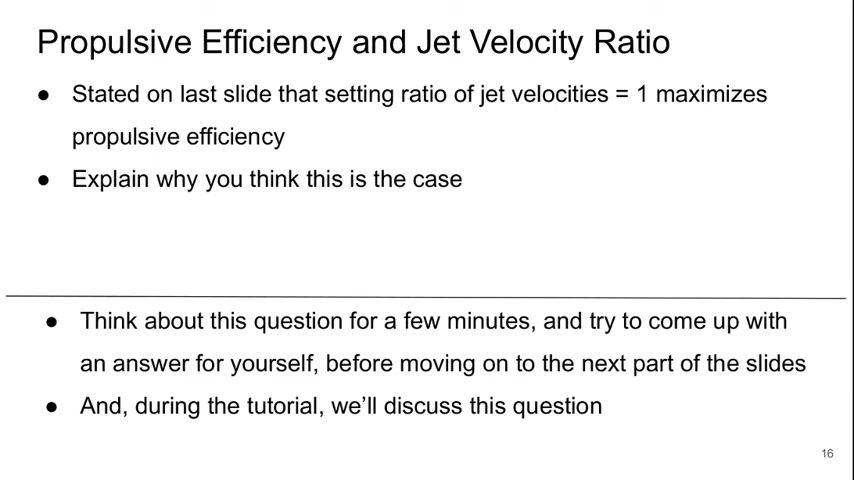 Propulsive Efficiency and Jet Velocity Ratio
● Stated on last slide that setting ratio of jet velocities = 1 maximizes
propulsive efficiency
● Explain why you think this is the case
● Think about this question for a few minutes, and try to come up with
an answer for yourself, before moving on to the next part of the slides
● And, during the tutorial, we’ll discuss this question
16